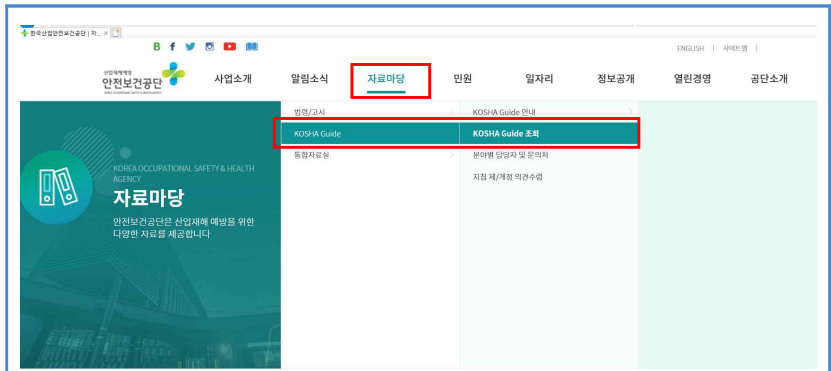 한국산업안전보건공단 | 자... ×
B f
ENGLISH | 사이트맵 |
산업재해예방
안전보건공단
사업소개 알림소식 자료마당 민원 일자리 정보공개 열린경영 공단소개
법령/고시 > KOSHA Guide 안내 >
KOSHA Guide KOSHA Guide 조회
통합자료실 > 분야별 담당자 및 문의처
지침 제/개정 의견수렴
KOREA OCCUPATIONAL SAFETY & HEALTH
AGENCY
자료마당
안전보건공단은 산업재해 예방을 위한
다양한 자료를 제공합니다